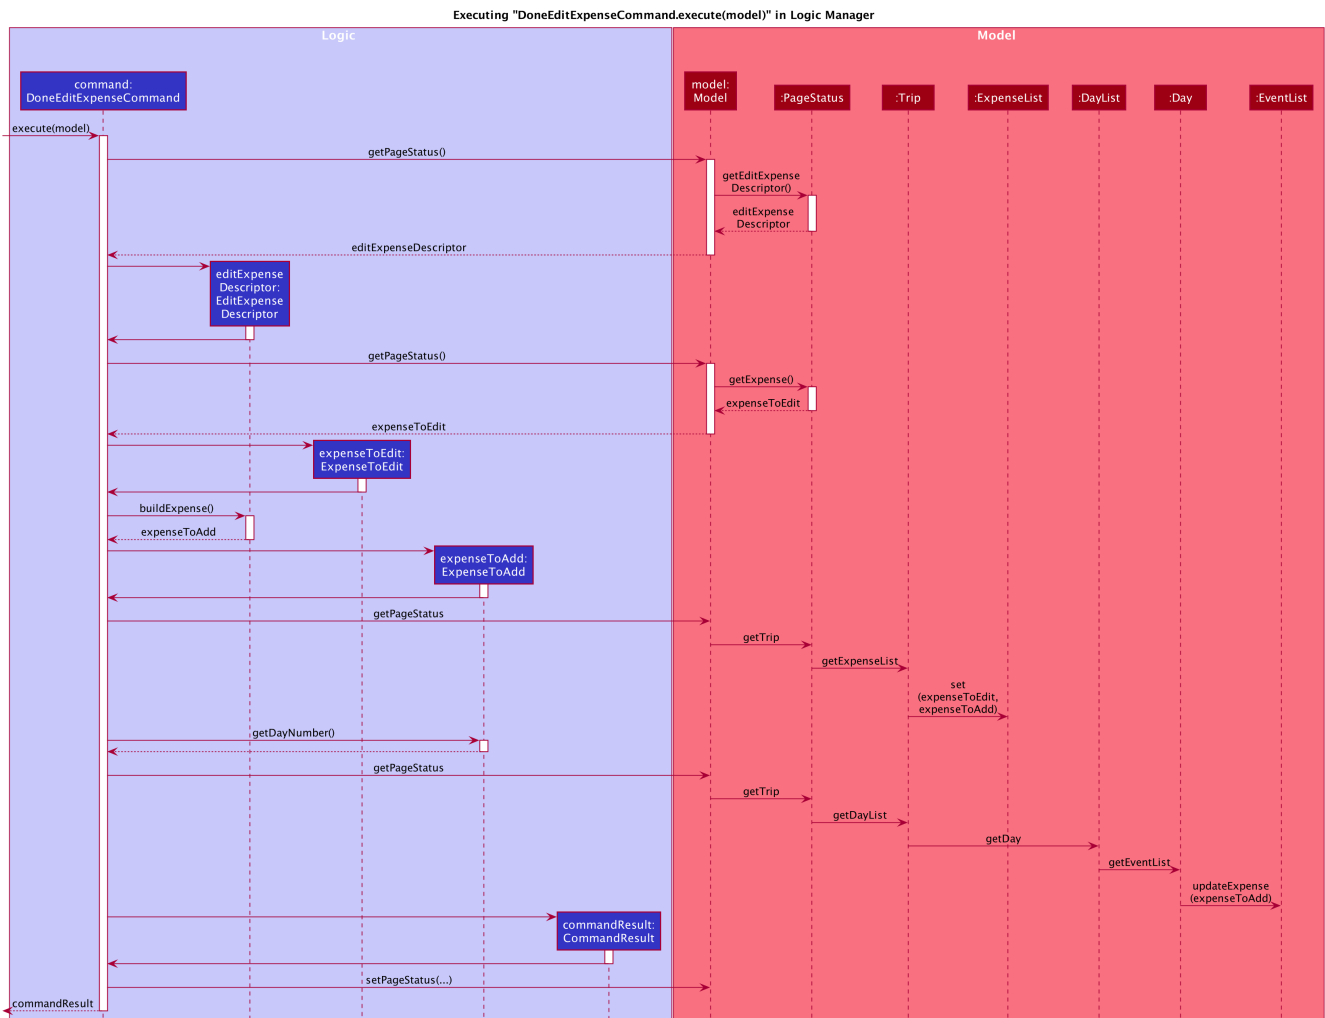 Executing "DoneEditExpenseCommand.execute(model)" in Logic Manager
Logic
Model
command:
DoneEditExpenseCommand
model:
Model
:PageStatus
:Trip
:ExpenseList
:DayList
:Day
:EventList
execute(model)
getPageStatus()
getEditExpense
Descriptor()
editExpense
Descriptor
editExpenseDescriptor
editExpense
Descriptor:
EditExpense
Descriptor
getPageStatus()
getExpense()
expenseToEdit
expenseToEdit
expenseToEdit:
ExpenseToEdit
buildExpense()
expenseToAdd
expenseToAdd:
ExpenseToAdd
getPageStatus
getTrip
getExpenseList
set
(expenseToEdit,
expenseToAdd)
getDayNumber()
getPageStatus
getTrip
getDayList
getDay
getEventList
updateExpense
(expenseToAdd)
commandResult:
CommandResult
setPageStatus(...)
commandResult